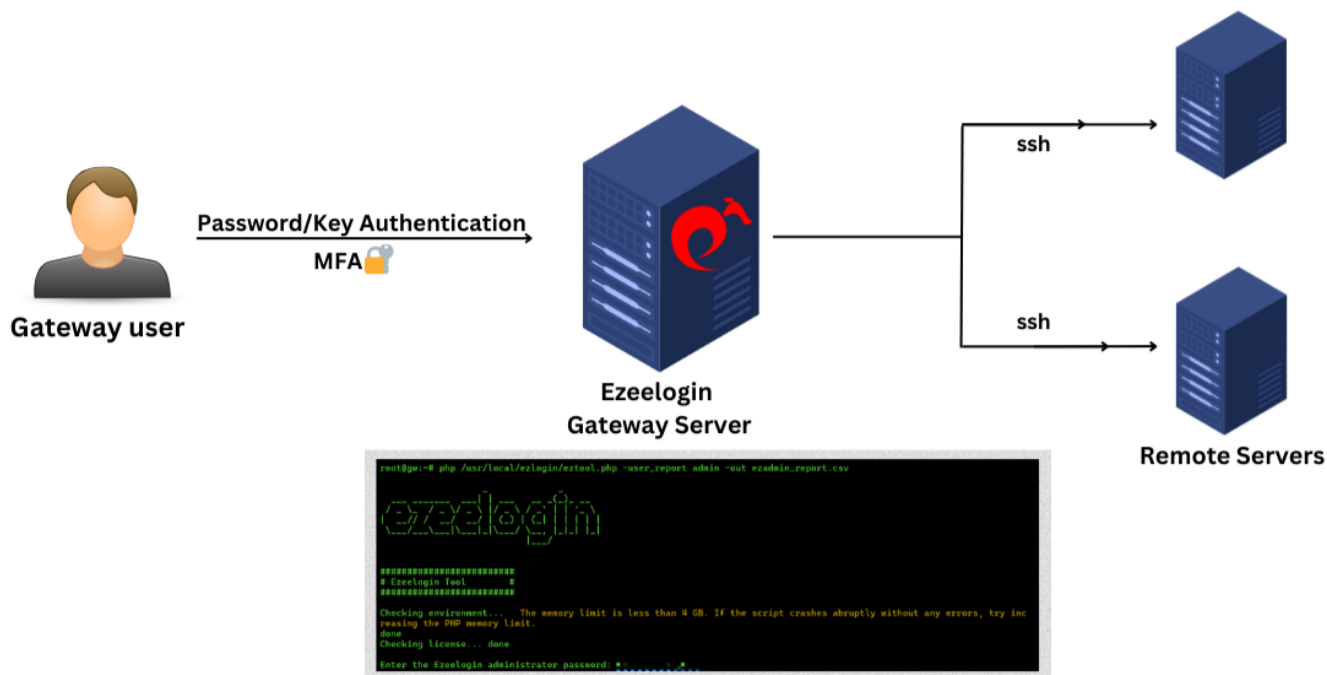 ssh
Password/Key Authentication
MFA
Gateway user
ssh
Ezeelogin
Gateway Server
Remote Servers
root@gw:~# php /usr/local/ezlogin/eztool.php -user_report admin -out ezadmin_report.csv
ezeelogin
##########################
# Ezeelogin Tool #
##########################
Checking environment... The memory limit is less than 4 GB. If the script crashes abruptly without any errors, try inc
reasing the PHP memory limit.
done
Checking license... done
Enter the Ezeelogin administrator password: